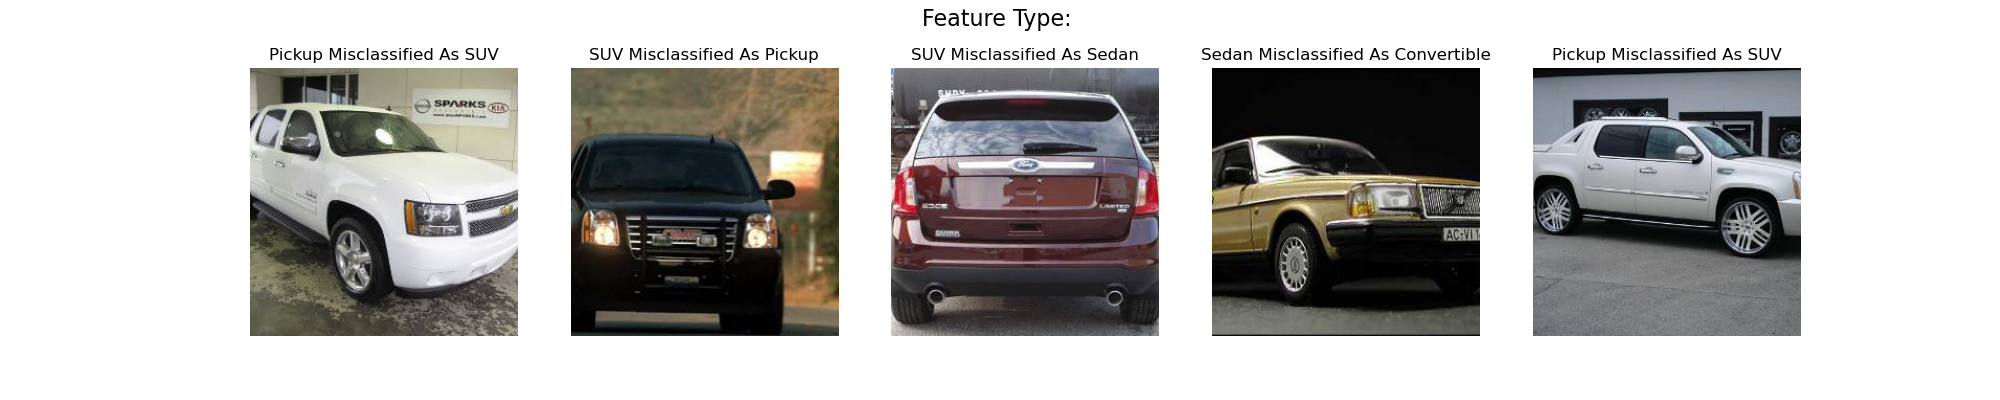 Feature Type:
Pickup Misclassified As SUV
SUV Misclassified As Pickup
SUV Misclassified As Sedan
Sedan Misclassified As Convertible
Pickup Misclassified As SUV
SPARKS
KIA
Ford
EDGE
LIMITED